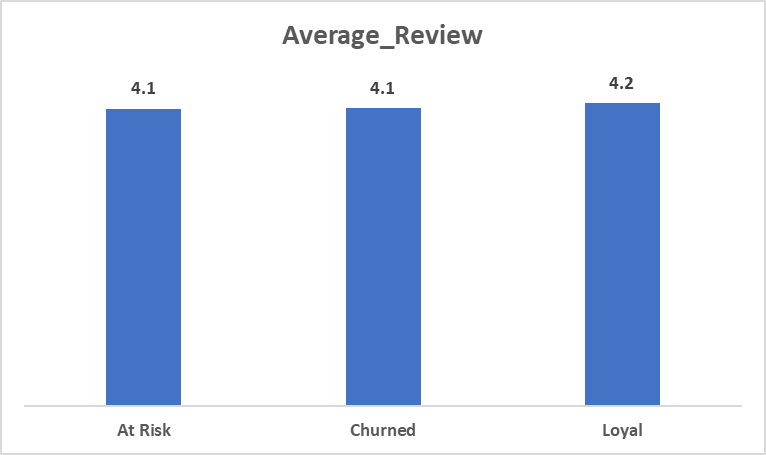 Average_Review
4.1
4.1
4.2
At Risk
Churned
Loyal